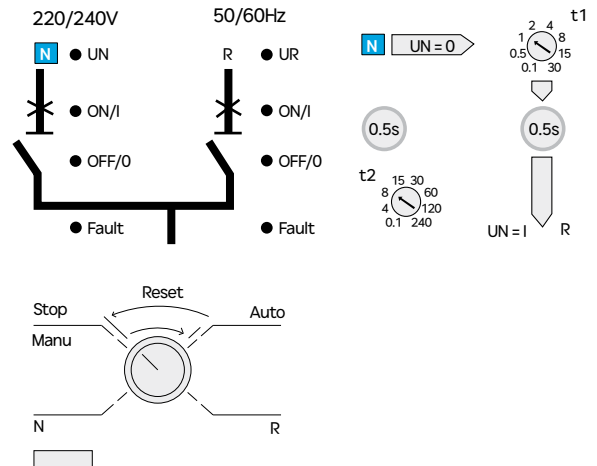 220/240V 50/60Hz
N UN R UR
ON/I ON/I
OFF/0 OFF/0
Fault Fault
N UN = 0
t1
0.1 0.5 1 2 4 8 15 30
0.5s 0.5s
t2
0.1 4 8 15 30 60 120 240
UN = I R
Reset
Stop Auto
Manu
N R